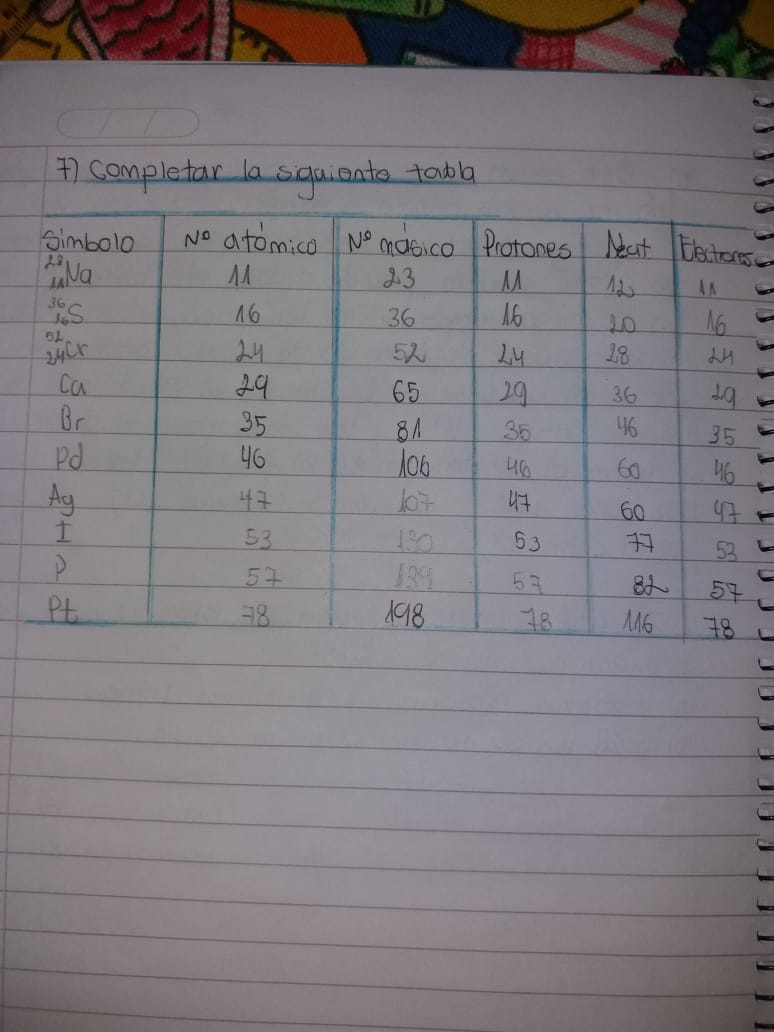 7) Completar la siguiente tabla
Símbolo Nº atómico Nº másico Protones Neut Electrones
23 11 Na 11 23 11 12 11
36 16 S 16 36 16 20 16
52 24 Cr 24 52 24 28 24
Ca 29 65 29 36 29
Br 35 81 35 46 35
Pd 46 106 46 60 46
Ag 47 107 47 60 47
I 53 130 53 77 53
P 57 139 57 82 57
Pt 78 198 78 116 78